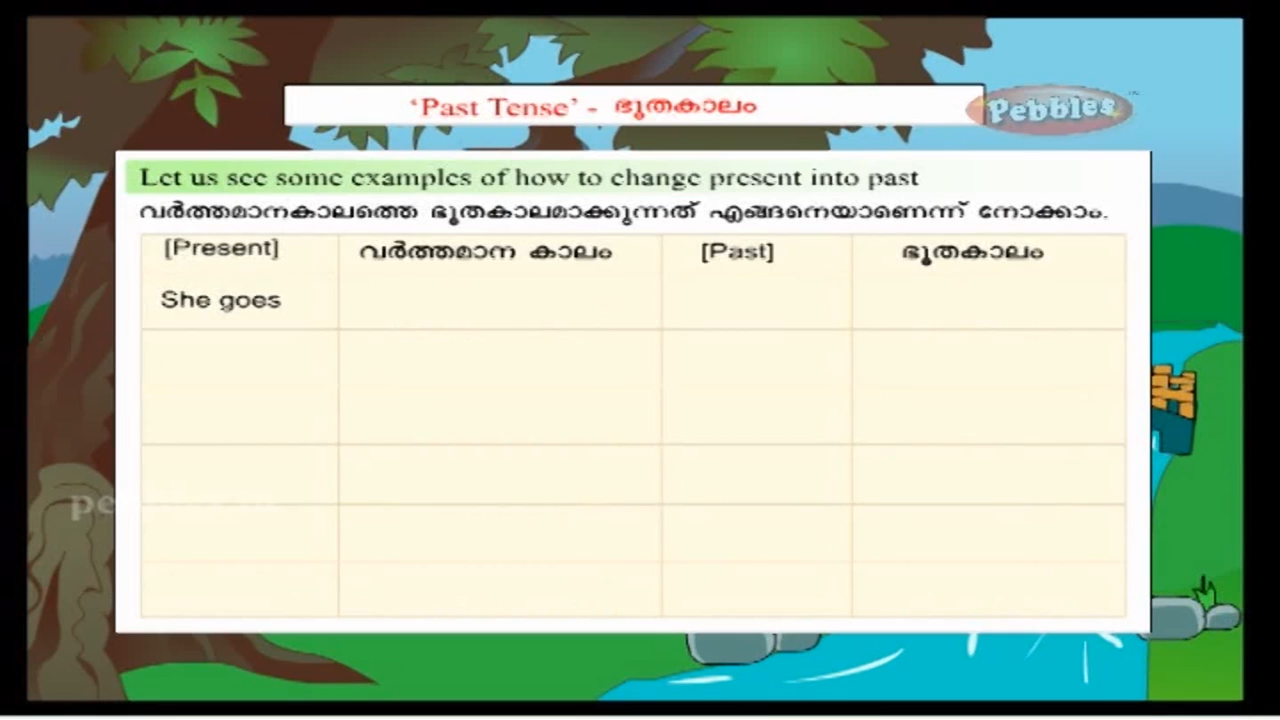 ‘Past Tense’ - ഭൂതകാലം
Pebbles
Let us see some examples of how to change present into past
വർത്തമാനകാലത്തെ ഭൂതകാലമാക്കുന്നത് എങ്ങനെയാണെന്ന് നോക്കാം.
[Present] വർത്തമാന കാലം [Past] ഭൂതകാലം
She goes